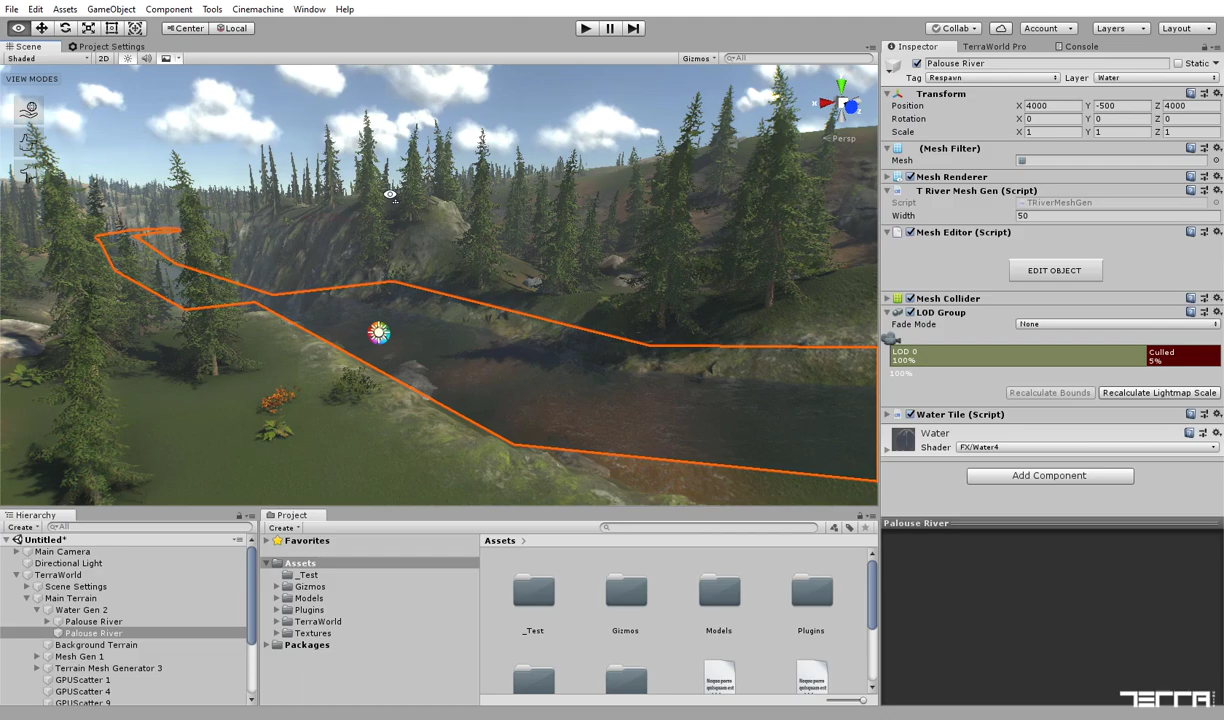 File Edit Assets GameObject Component Tools Cinemachine Window Help
Center Local Collab Account Layers Layout
Scene Project Settings
Shaded 2D Gizmos All
VIEW MODES
Persp
Inspector TerraWorld Pro Console
Palouse River Static
Tag Respawn Layer Water
Transform
Position X 4000 Y -500 Z 4000
Rotation X 0 Y 0 Z 0
Scale X 1 Y 1 Z 1
(Mesh Filter)
Mesh
Mesh Renderer
T River Mesh Gen (Script)
Script TRiverMeshGen
Width 50
Mesh Editor (Script)
EDIT OBJECT
Mesh Collider
LOD Group
Fade Mode None
LOD 0 Culled
100% 5%
100%
Recalculate Bounds Recalculate Lightmap Scale
Water Tile (Script)
Water
Shader FX/Water4
Add Component
Palouse River
Hierarchy
Create All
Untitled*
Main Camera
Directional Light
TerraWorld
Scene Settings
Main Terrain
Water Gen 2
Palouse River
Palouse River
Background Terrain
Mesh Gen 1
Terrain Mesh Generator 3
GPUScatter 1
GPUScatter 4
GPUScatter 9
Project
Create
Favorites
Assets
_Test
Gizmos
Models
Plugins
TerraWorld
Textures
Packages
Assets
_Test Gizmos Models Plugins
TERRA